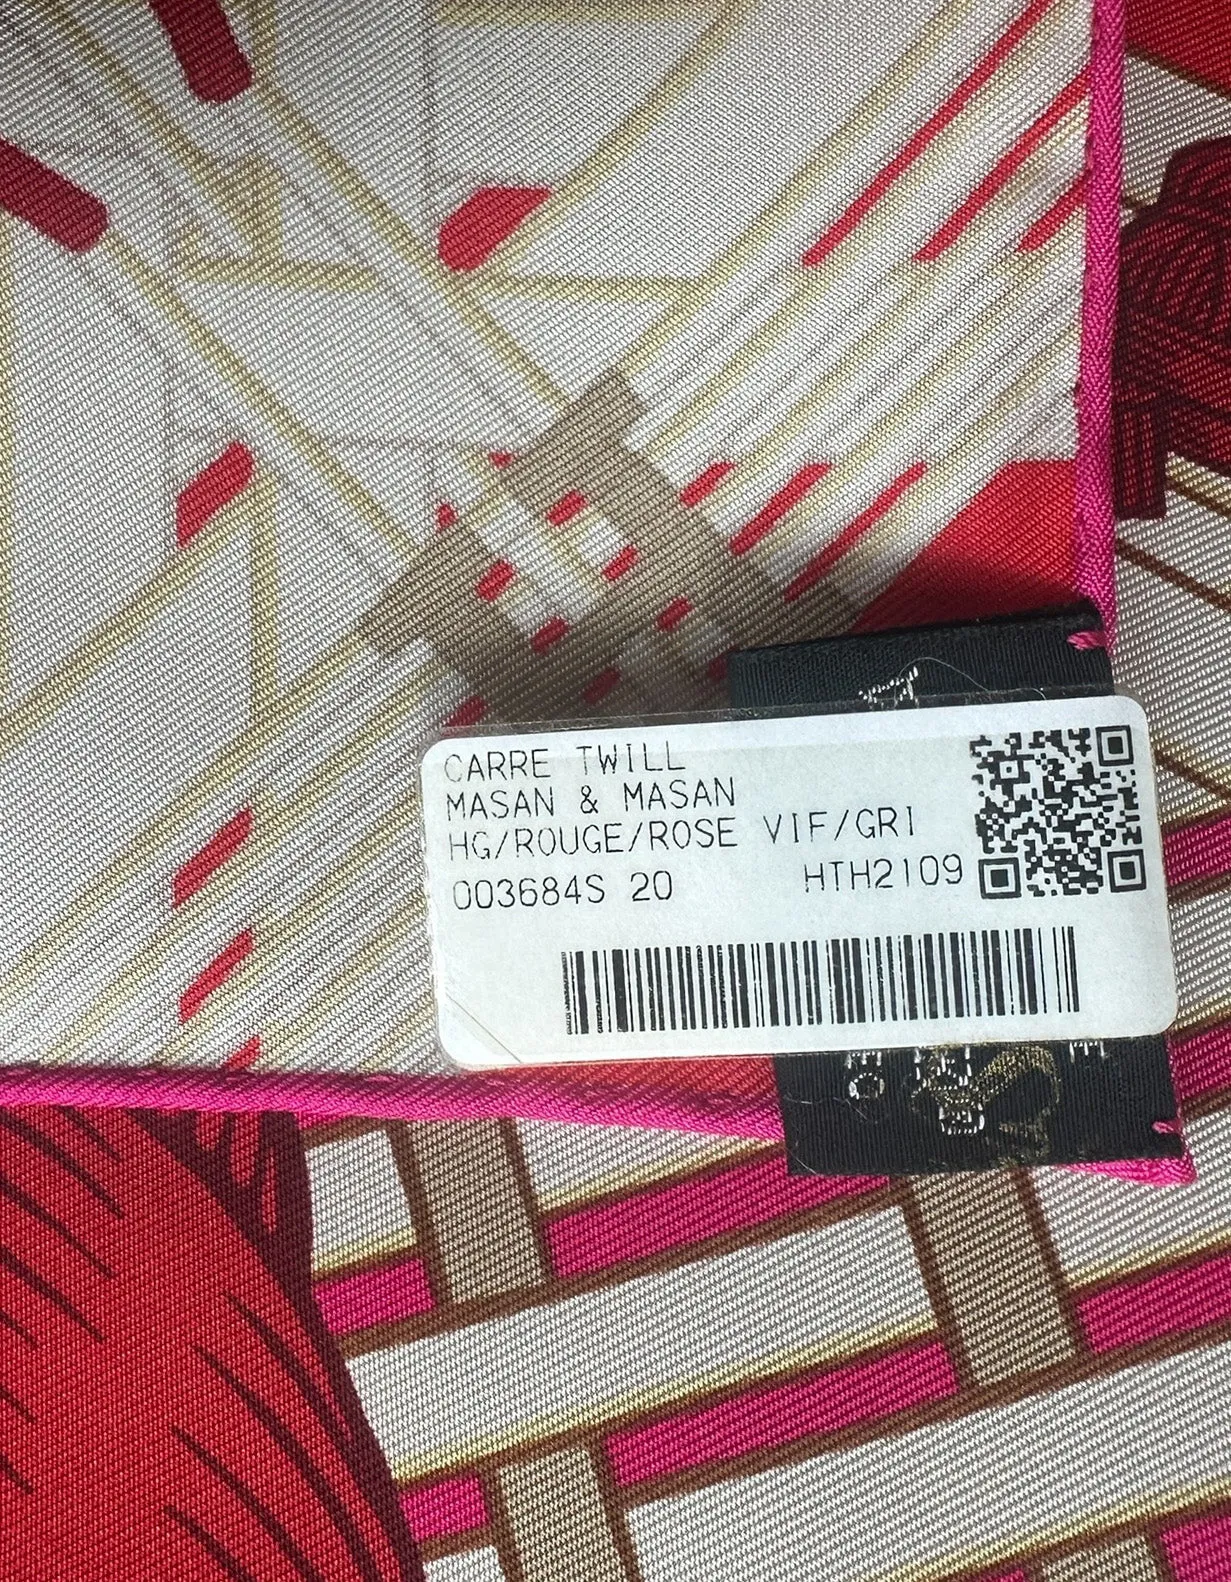 CARRE TWILL
MASAN & MASAN
HG/ROUGE/ROSE VIF/GRI
003684S 20 HTH2109